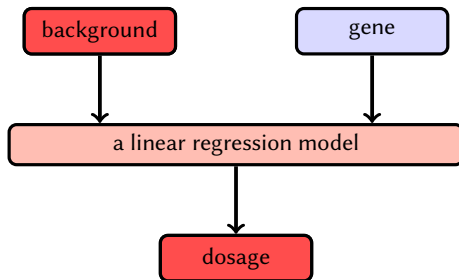 background
gene
a linear regression model
dosage